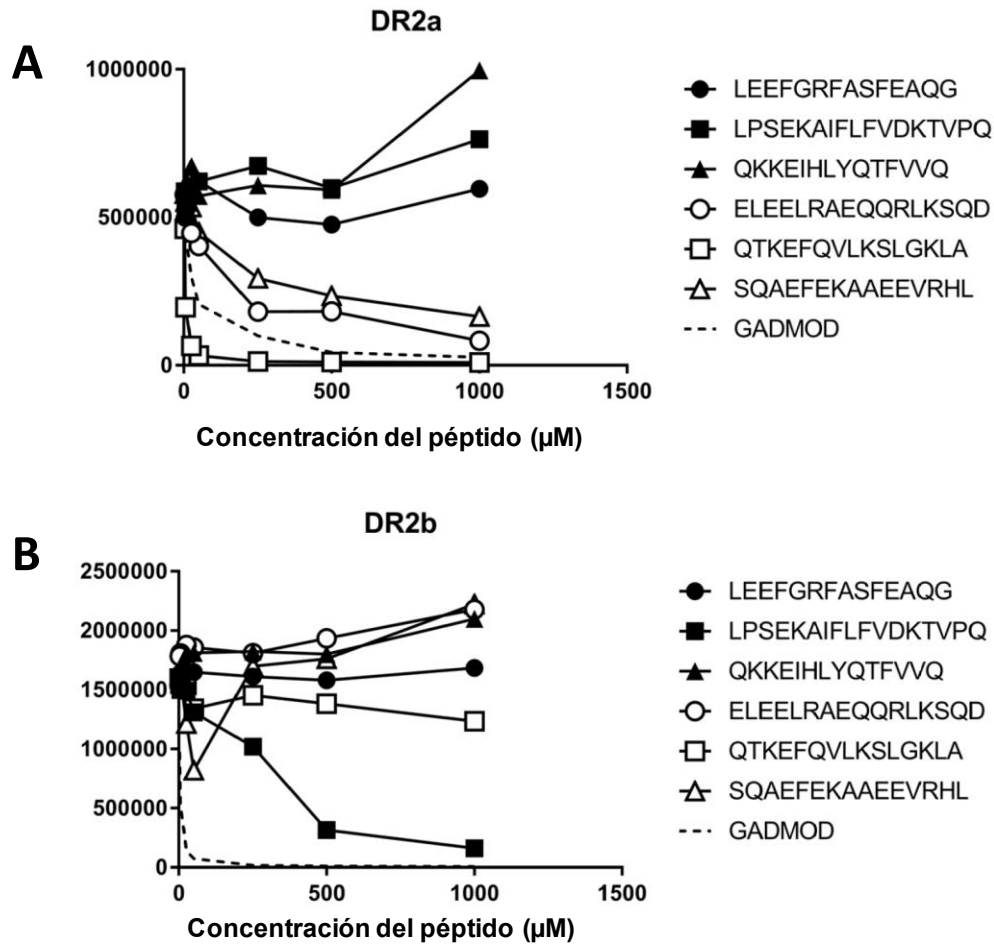 DR2a
A
1000000
500000
0
0 500 1000 1500
Concentración del péptido (µM)
LEEFGRFASFEAQG
LPSEKAIFLFVDKTVPQ
QKKEIHLYQTFVVQ
ELEELRAEQQRLKSQD
QTKEFQVLKSLGKLA
SQAEFEKAAEEVRHL
GADMOD
DR2b
B
2500000
2000000
1500000
1000000
500000
0
0 500 1000 1500
Concentración del péptido (µM)
LEEFGRFASFEAQG
LPSEKAIFLFVDKTVPQ
QKKEIHLYQTFVVQ
ELEELRAEQQRLKSQD
QTKEFQVLKSLGKLA
SQAEFEKAAEEVRHL
GADMOD